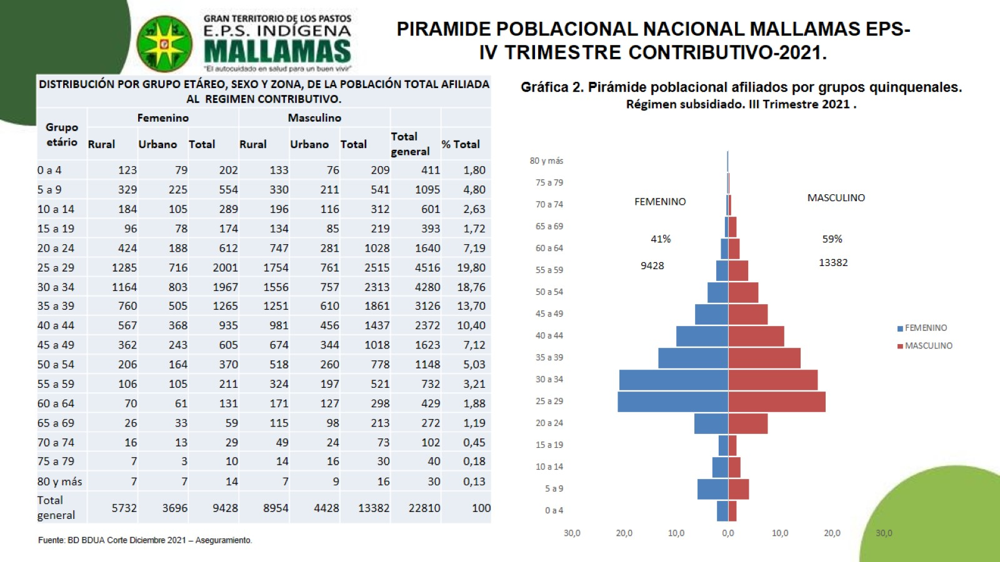 GRAN TERRITORIO DE LOS PASTOS
E.P.S. INDÍGENA
MALLAMAS
"El autocuidado en salud para un buen vivir"
PIRAMIDE POBLACIONAL NACIONAL MALLAMAS EPS-
IV TRIMESTRE CONTRIBUTIVO-2021.
DISTRIBUCIÓN POR GRUPO ETÁREO, SEXO Y ZONA, DE LA POBLACIÓN TOTAL AFILIADA
AL REGIMEN CONTRIBUTIVO.
Grupo etário Femenino Masculino
Rural Urbano Total Rural Urbano Total Total general % Total
0 a 4 123 79 202 133 76 209 411 1,80
5 a 9 329 225 554 330 211 541 1095 4,80
10 a 14 184 105 289 196 116 312 601 2,63
15 a 19 96 78 174 134 85 219 393 1,72
20 a 24 424 188 612 747 281 1028 1640 7,19
25 a 29 1285 716 2001 1754 761 2515 4516 19,80
30 a 34 1164 803 1967 1556 757 2313 4280 18,76
35 a 39 760 505 1265 1251 610 1861 3126 13,70
40 a 44 567 368 935 981 456 1437 2372 10,40
45 a 49 362 243 605 674 344 1018 1623 7,12
50 a 54 206 164 370 518 260 778 1148 5,03
55 a 59 106 105 211 324 197 521 732 3,21
60 a 64 70 61 131 171 127 298 429 1,88
65 a 69 26 33 59 115 98 213 272 1,19
70 a 74 16 13 29 49 24 73 102 0,45
75 a 79 7 3 10 14 16 30 40 0,18
80 y más 7 7 14 7 9 16 30 0,13
Total general 5732 3696 9428 8954 4428 13382 22810 100
Fuente: BD BDUA Corte Diciembre 2021 – Aseguramiento.
Gráfica 2. Pirámide poblacional afiliados por grupos quinquenales.
Régimen subsidiado. III Trimestre 2021 .
80 y más
75 a 79
70 a 74
65 a 69
60 a 64
55 a 59
50 a 54
45 a 49
40 a 44
35 a 39
30 a 34
25 a 29
20 a 24
15 a 19
10 a 14
5 a 9
0 a 4
FEMENINO
41%
9428
MASCULINO
59%
13382
FEMENINO
MASCULINO
30,0 20,0 10,0 0,0 10,0 20,0 30,0